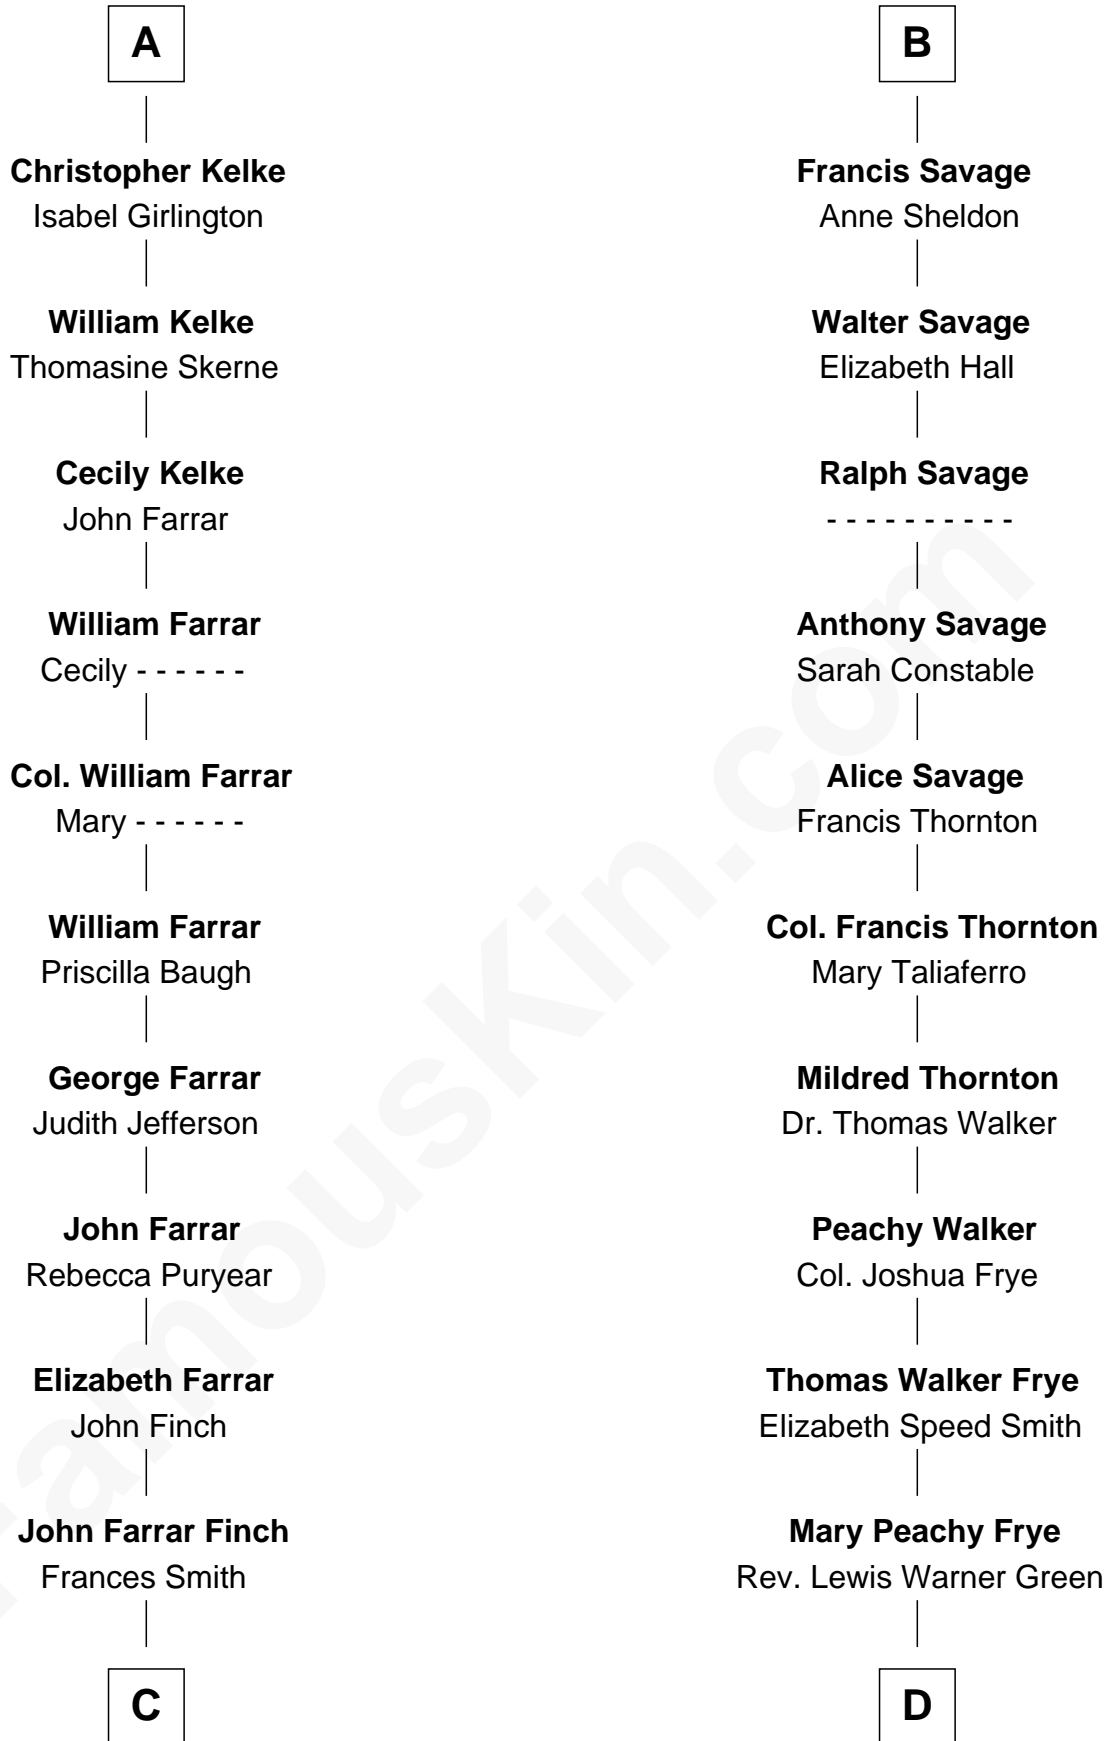 A
Christopher Kelke
Isabel Girlington
William Kelke
Thomasine Skerne
Cecily Kelke
John Farrar
William Farrar
Cecily - - - - - -
Col. William Farrar
Mary - - - - - -
William Farrar
Priscilla Baugh
George Farrar
Judith Jefferson
John Farrar
Rebecca Puryear
Elizabeth Farrar
John Finch
John Farrar Finch
Frances Smith
C
B
Francis Savage
Anne Sheldon
Walter Savage
Elizabeth Hall
Ralph Savage
- - - - - - - - - -
Anthony Savage
Sarah Constable
Alice Savage
Francis Thornton
Col. Francis Thornton
Mary Taliaferro
Mildred Thornton
Dr. Thomas Walker
Peachy Walker
Col. Joshua Frye
Thomas Walker Frye
Elizabeth Speed Smith
Mary Peachy Frye
Rev. Lewis Warner Green
D
FamousKin.com